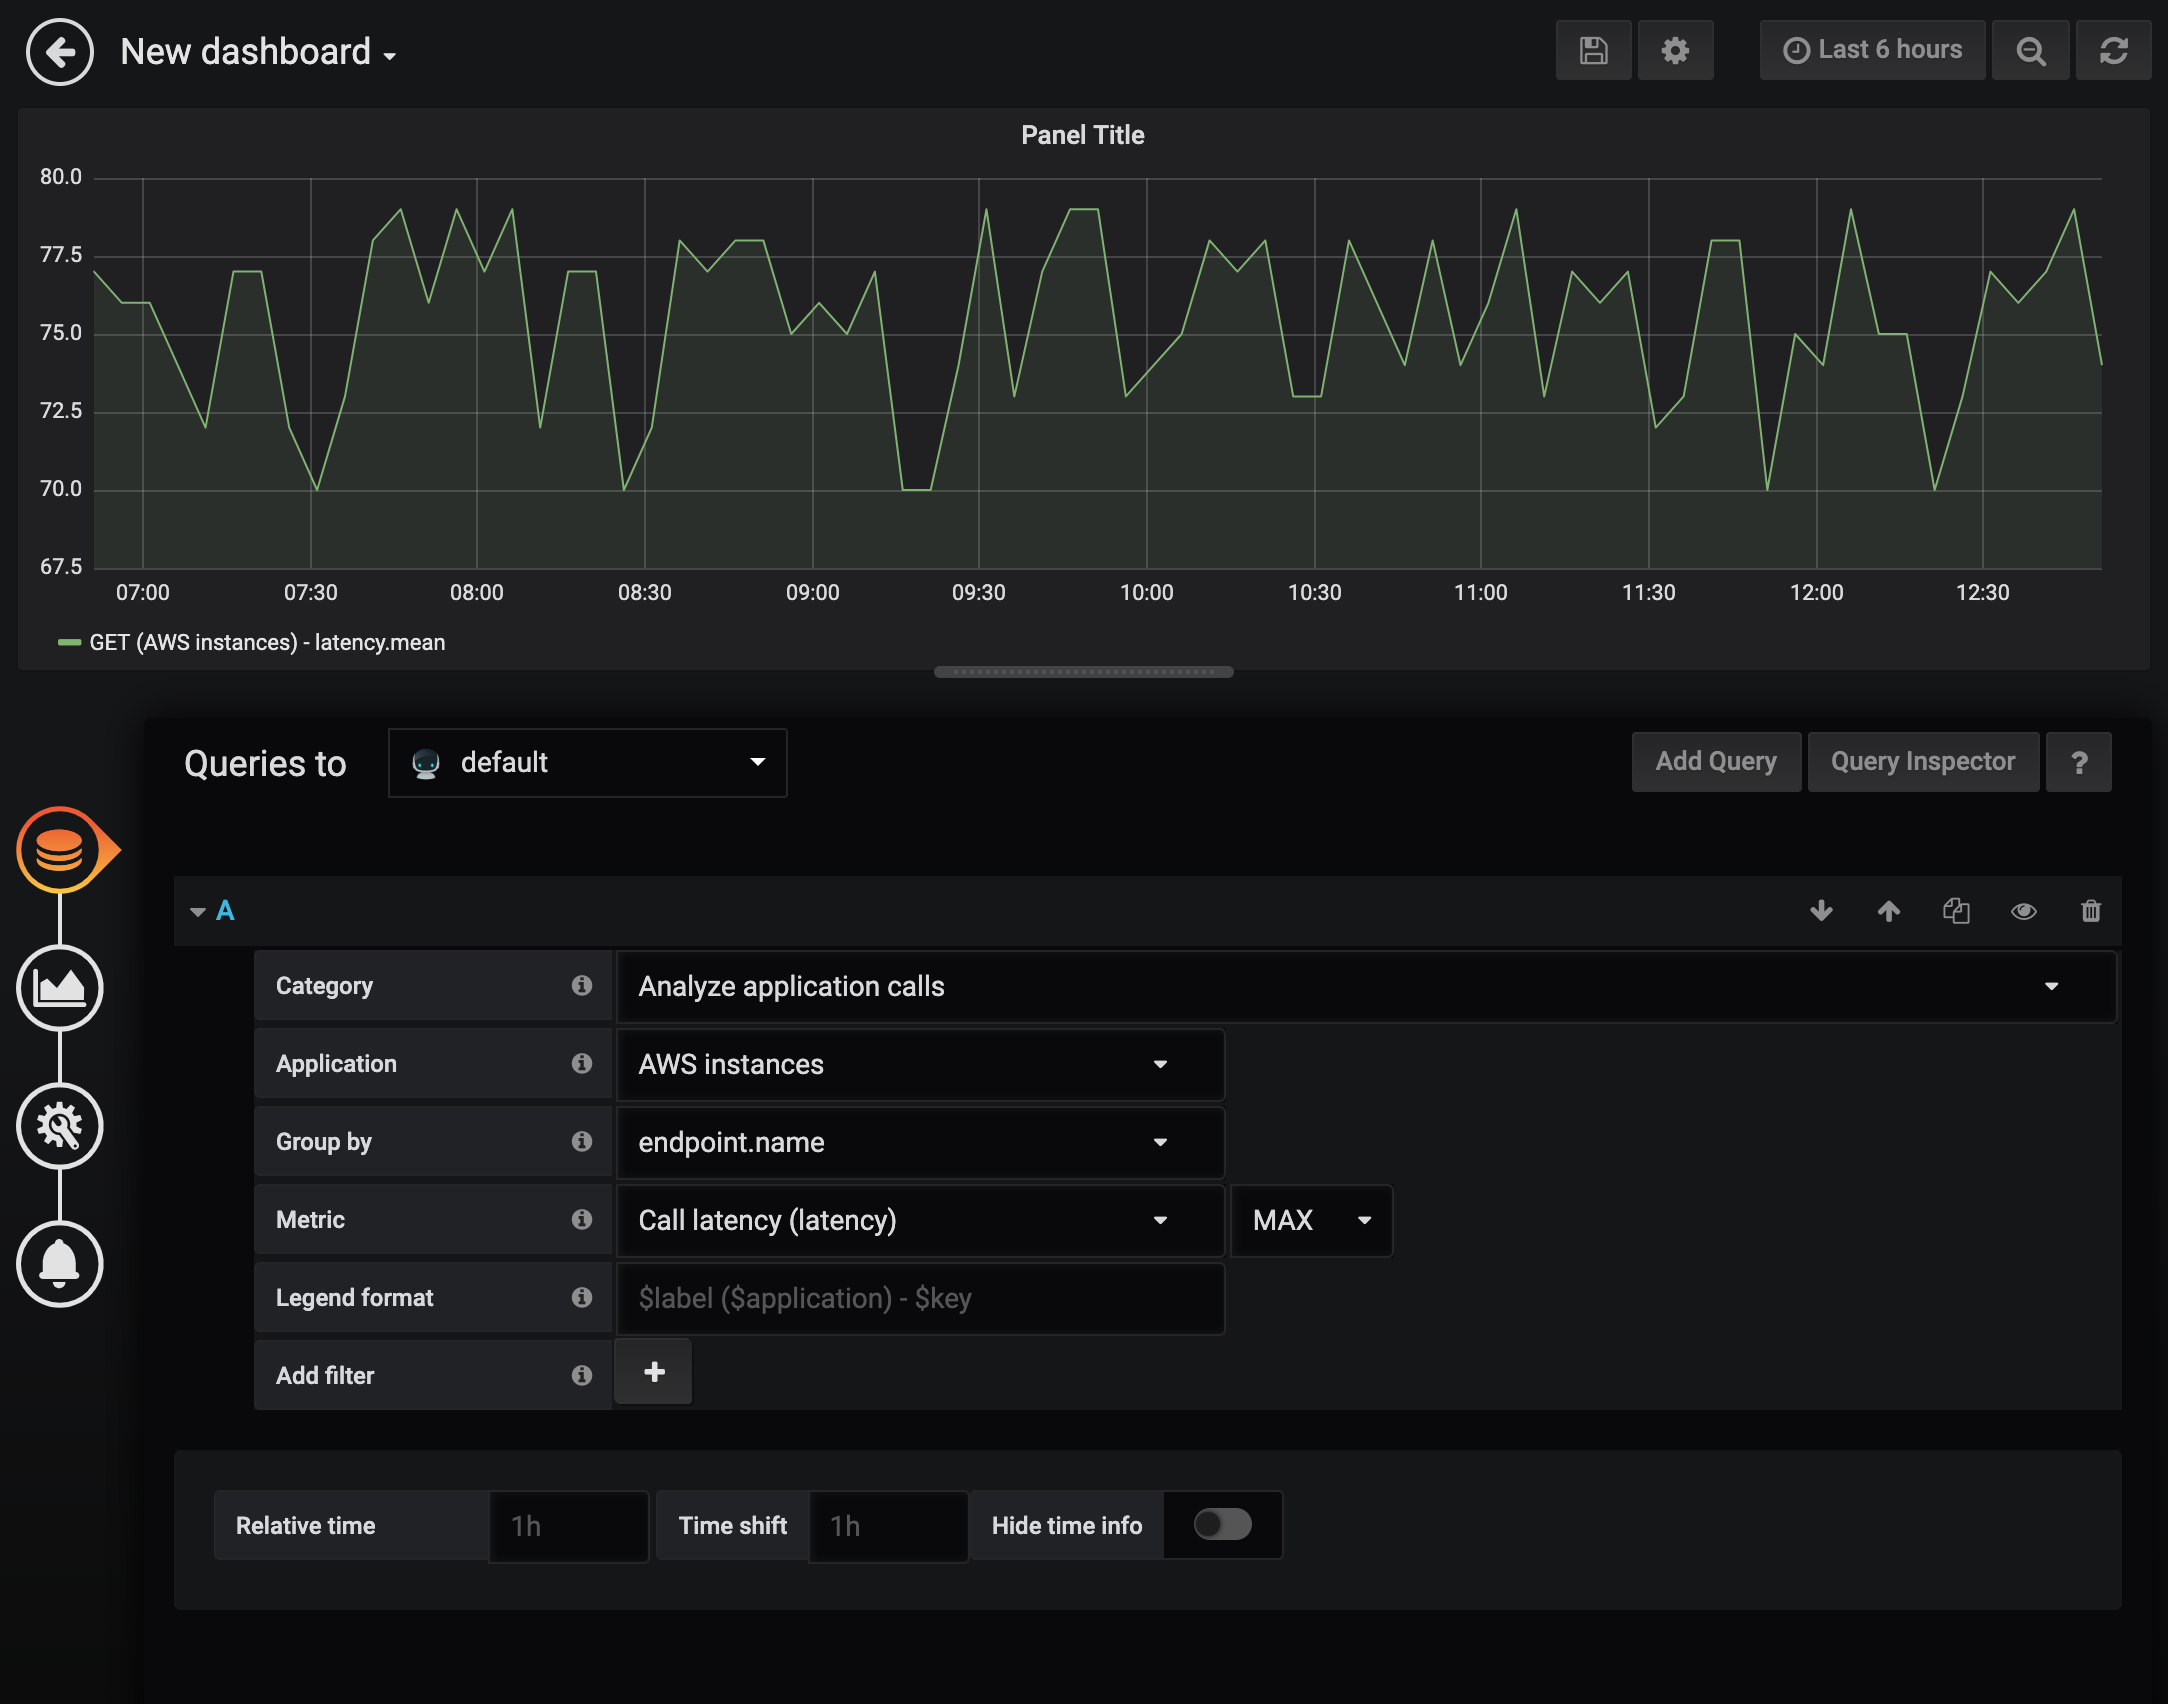 New dashboard
Last 6 hours
Panel Title
80.0
77.5
75.0
72.5
70.0
67.5
07:00 07:30 08:00 08:30 09:00 09:30 10:00 10:30 11:00 11:30 12:00 12:30
GET (AWS instances) - latency.mean
Queries to default Add Query Query Inspector ?
A
Category Analyze application calls
Application AWS instances
Group by endpoint.name
Metric Call latency (latency) MAX
Legend format $label ($application) - $key
Add filter +
Relative time 1h Time shift 1h Hide time info